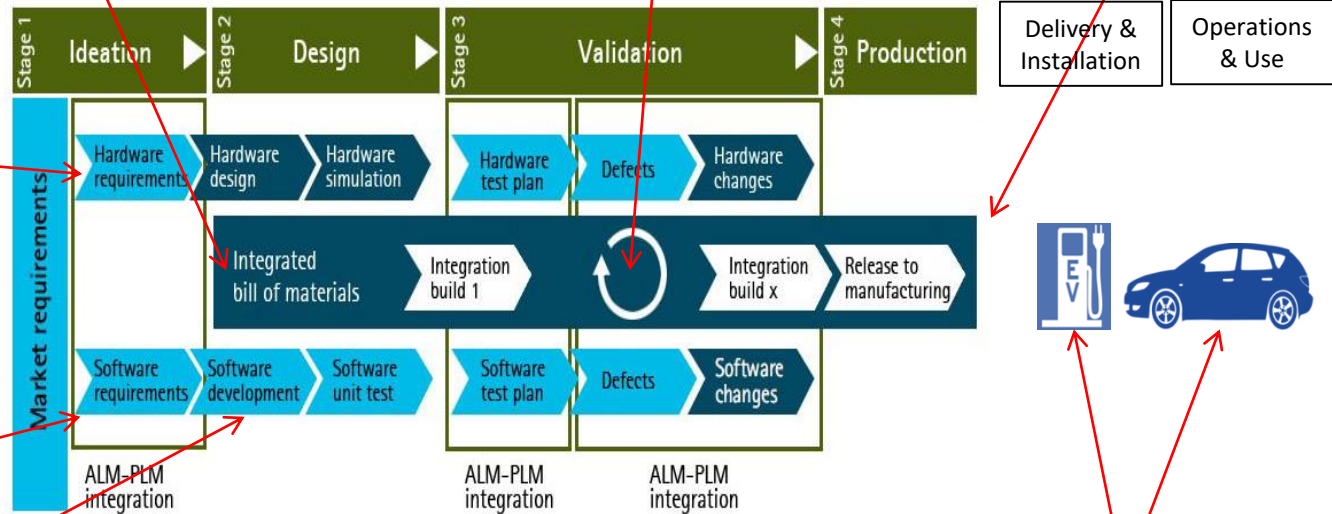 Stage 1
Ideation
Stage 2
Design
Stage 3
Validation
Stage 4
Production
Delivery &
Installation
Operations
& Use
Market requirements
Hardware
requirements
Hardware
design
Hardware
simulation
Hardware
test plan
Defects
Hardware
changes
Integrated
bill of materials
Integration
build 1
Integration
build x
Release to
manufacturing
E
V
Software
requirements
Software
development
Software
unit test
Software
test plan
Defects
Software
changes
ALM-PLM
integration
ALM-PLM
integration
ALM-PLM
integration